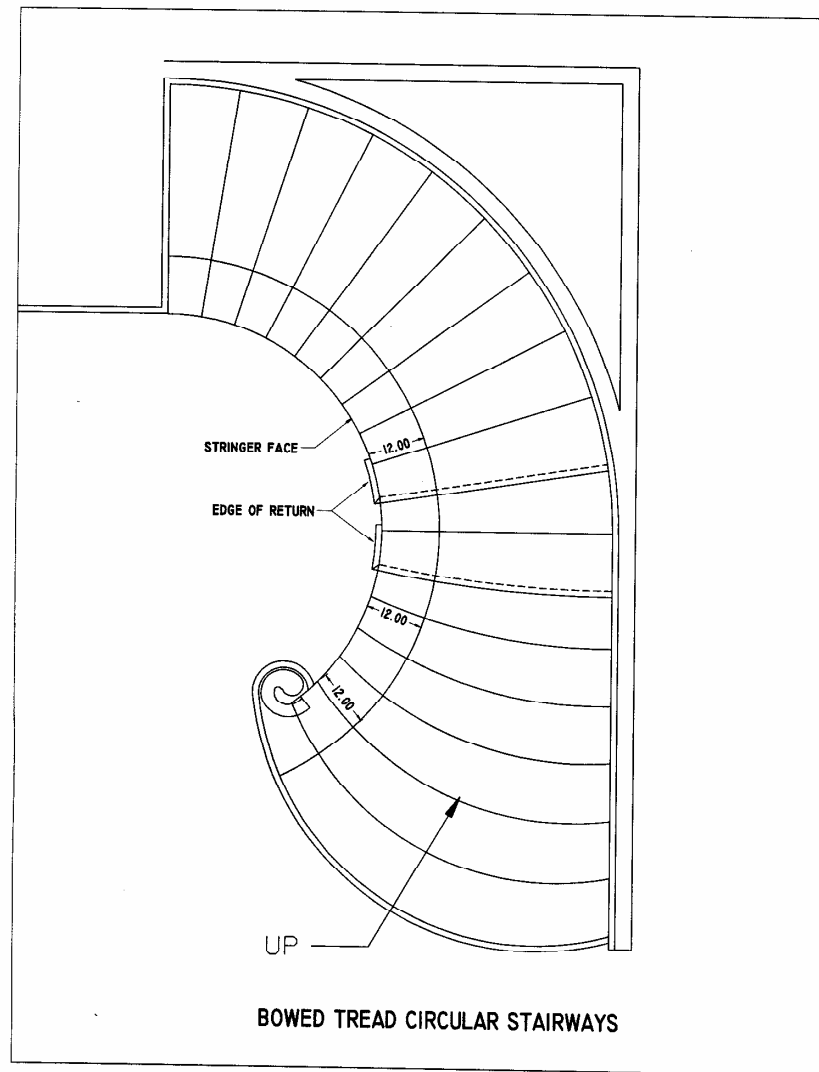 12.00
STRINGER FACE
EDGE OF RETURN
12.00
12.00
UP
BOWED TREAD CIRCULAR STAIRWAYS